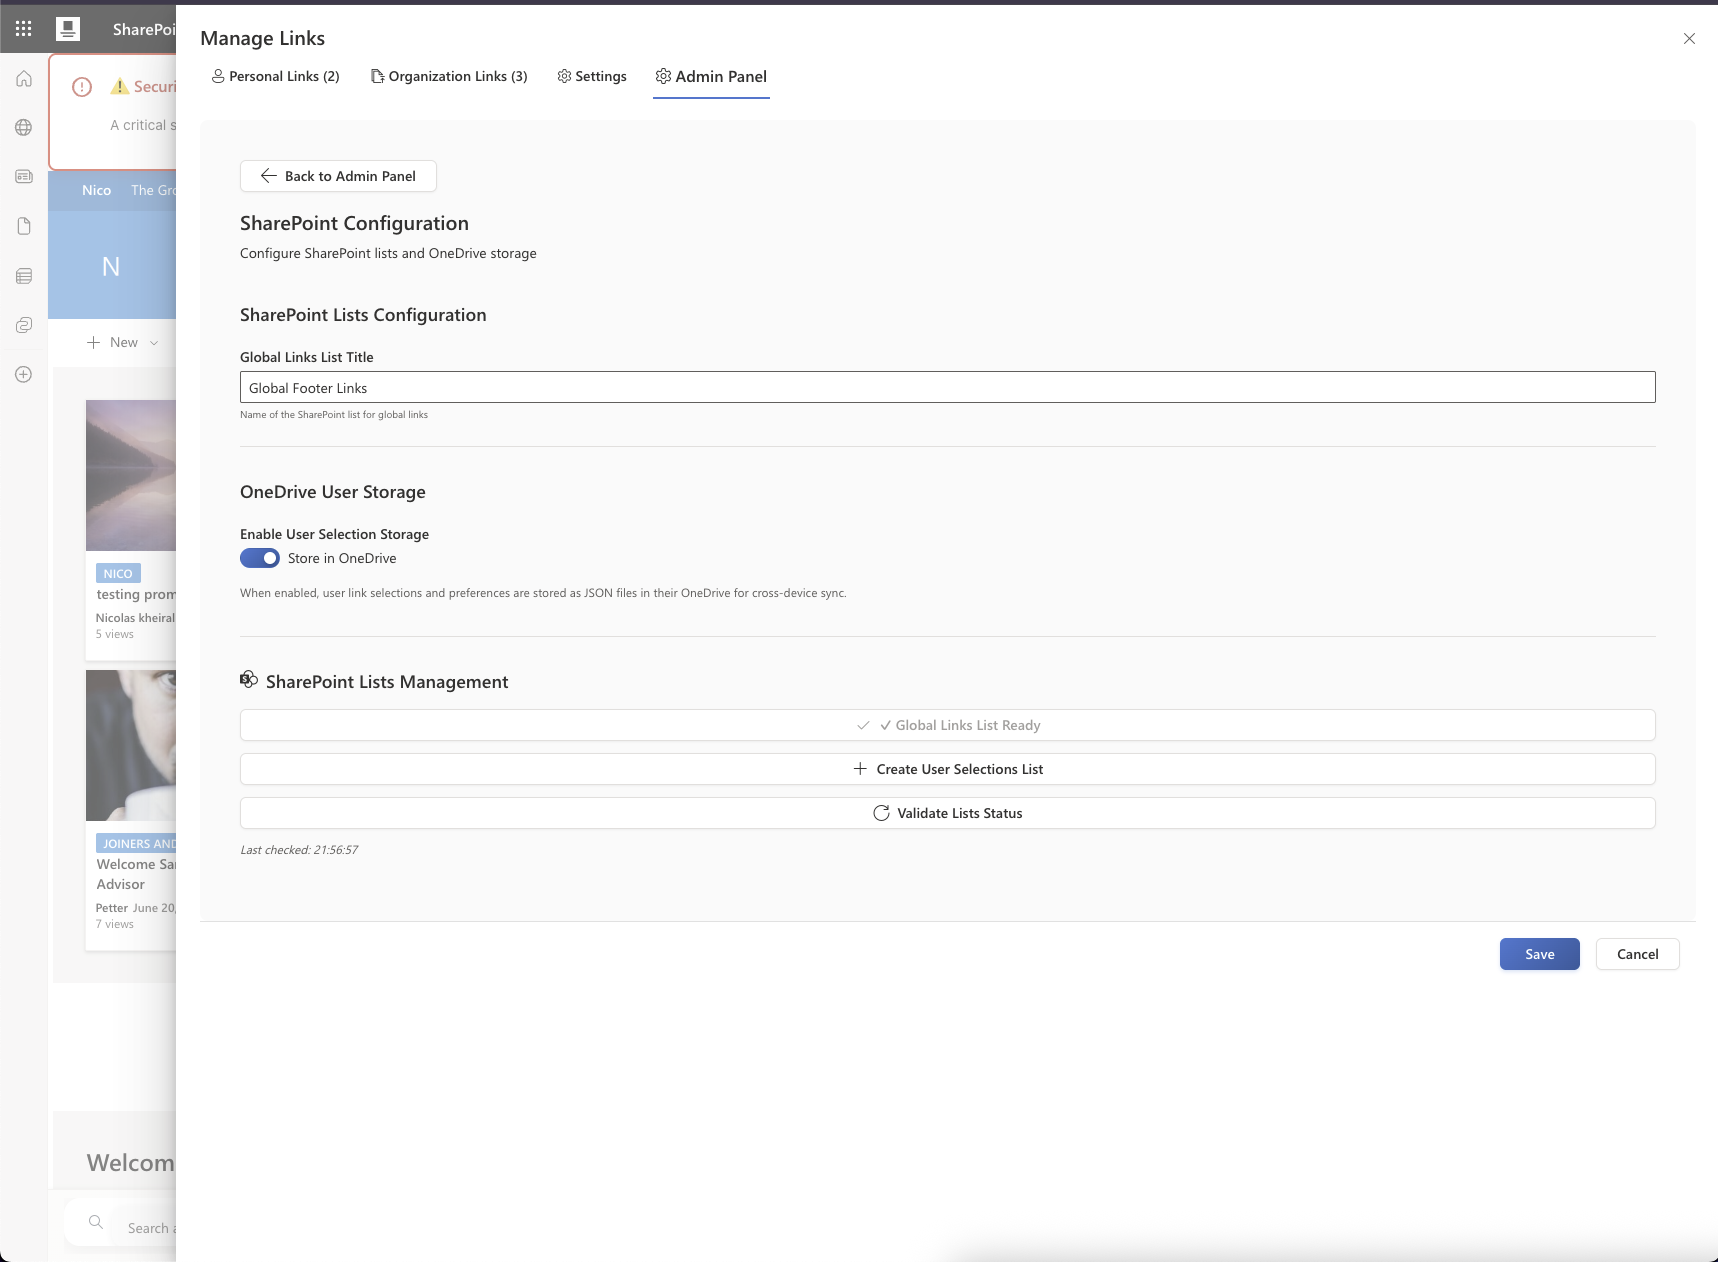 SharePoi
Manage Links
Personal Links (2)
Organization Links (3)
Settings
Admin Panel
Securi
A critical s
Nico
The Gro
N
New
NICO
testing prom
Nicolas kheiral
5 views
JOINERS AND
Welcome Sar
Advisor
Petter June 20,
7 views
Welcom
Search a
Back to Admin Panel
SharePoint Configuration
Configure SharePoint lists and OneDrive storage
SharePoint Lists Configuration
Global Links List Title
Global Footer Links
Name of the SharePoint list for global links
OneDrive User Storage
Enable User Selection Storage
Store in OneDrive
When enabled, user link selections and preferences are stored as JSON files in their OneDrive for cross-device sync.
SharePoint Lists Management
✓ Global Links List Ready
Create User Selections List
Validate Lists Status
Last checked: 21:56:57
Save
Cancel